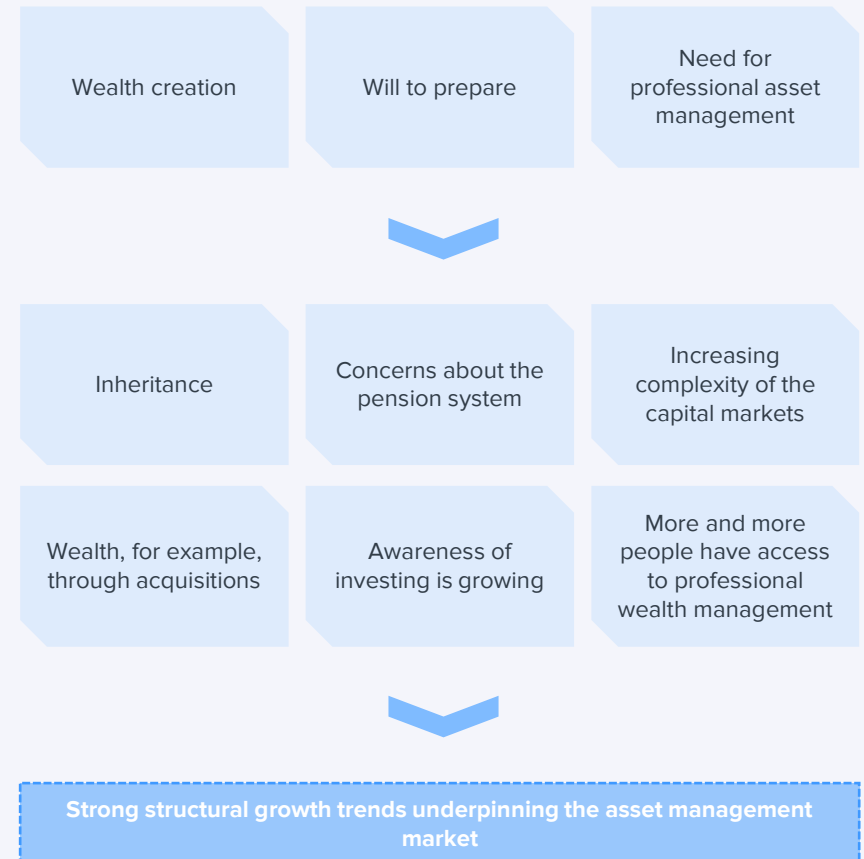 Wealth creation
Will to prepare
Need for
professional asset
management
Inheritance
Concerns about the
pension system
Increasing
complexity of the
capital markets
Wealth, for example,
through acquisitions
Awareness of
investing is growing
More and more
people have access
to professional
wealth management
Strong structural growth trends underpinning the asset management
market